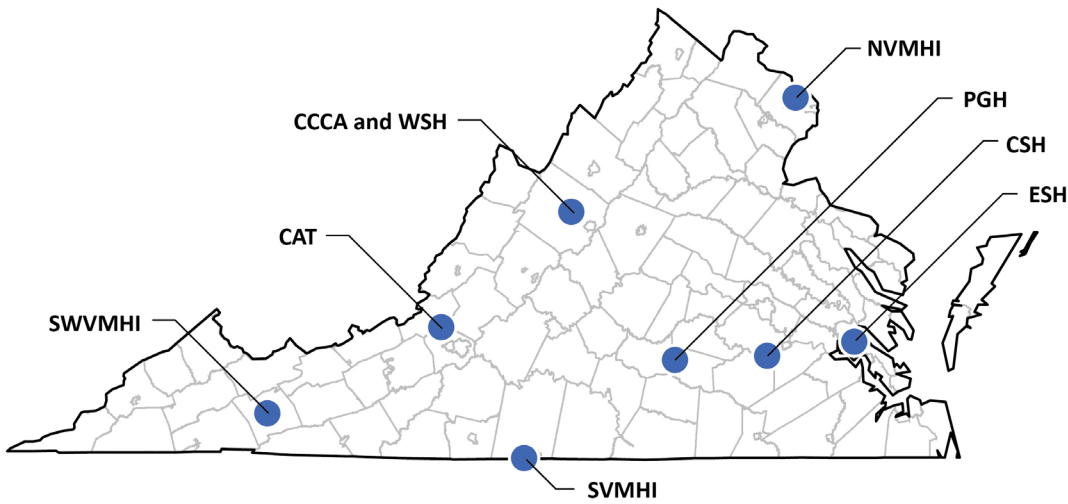 NVMHI
PGH
CCCA and WSH
CSH
ESH
CAT
SWVMHI
SVMHI